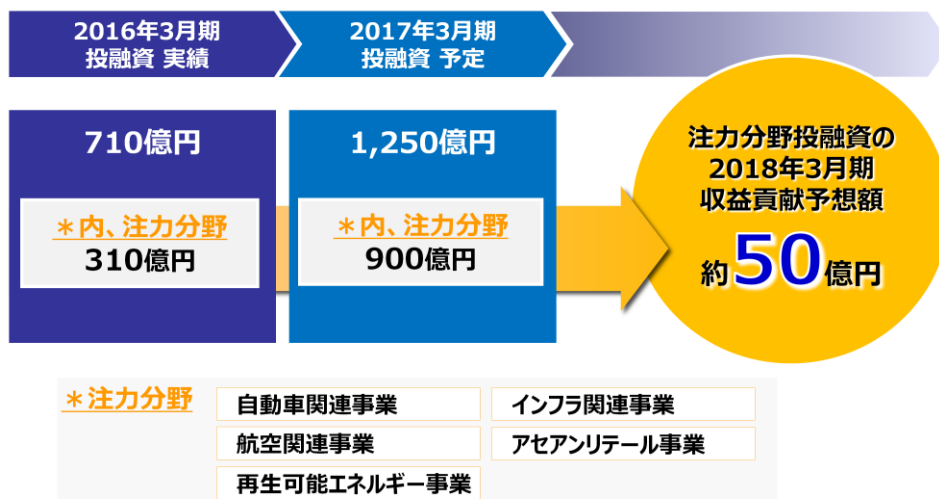 2016年3月期
投融資 実績
2017年3月期
投融資 予定
710億円
＊内、注力分野
310億円
1,250億円
＊内、注力分野
900億円
注力分野投融資の
2018年3月期
収益貢献予想額
約50億円
＊注力分野
自動車関連事業
インフラ関連事業
航空関連事業
アセアンリテール事業
再生可能エネルギー事業